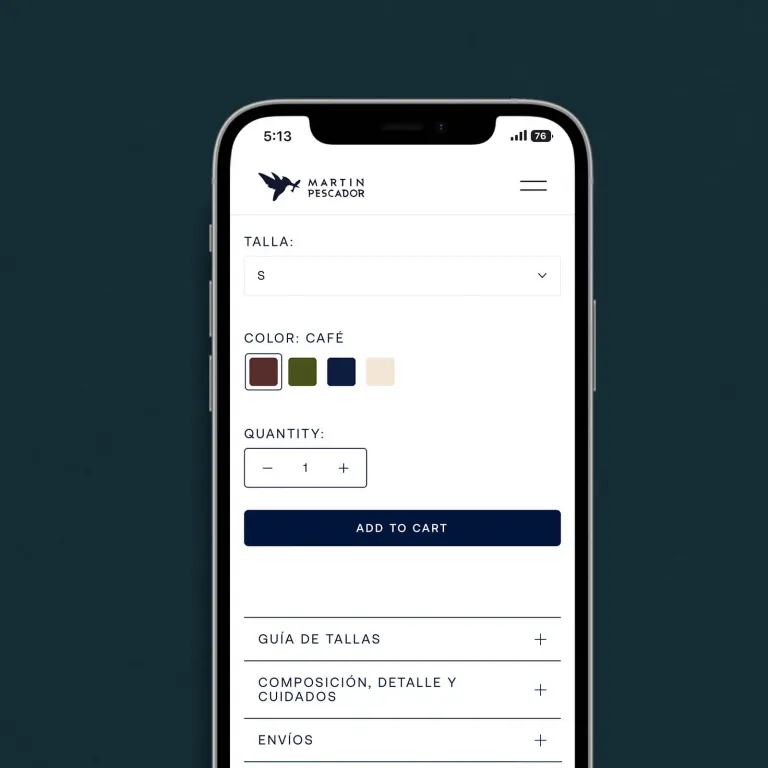 5:13
76
MARTIN
PESCADOR
TALLA:
S
COLOR: CAFÉ
QUANTITY:
1
ADD TO CART
GUÍA DE TALLAS
COMPOSICIÓN, DETALLE Y
CUIDADOS
ENVÍOS